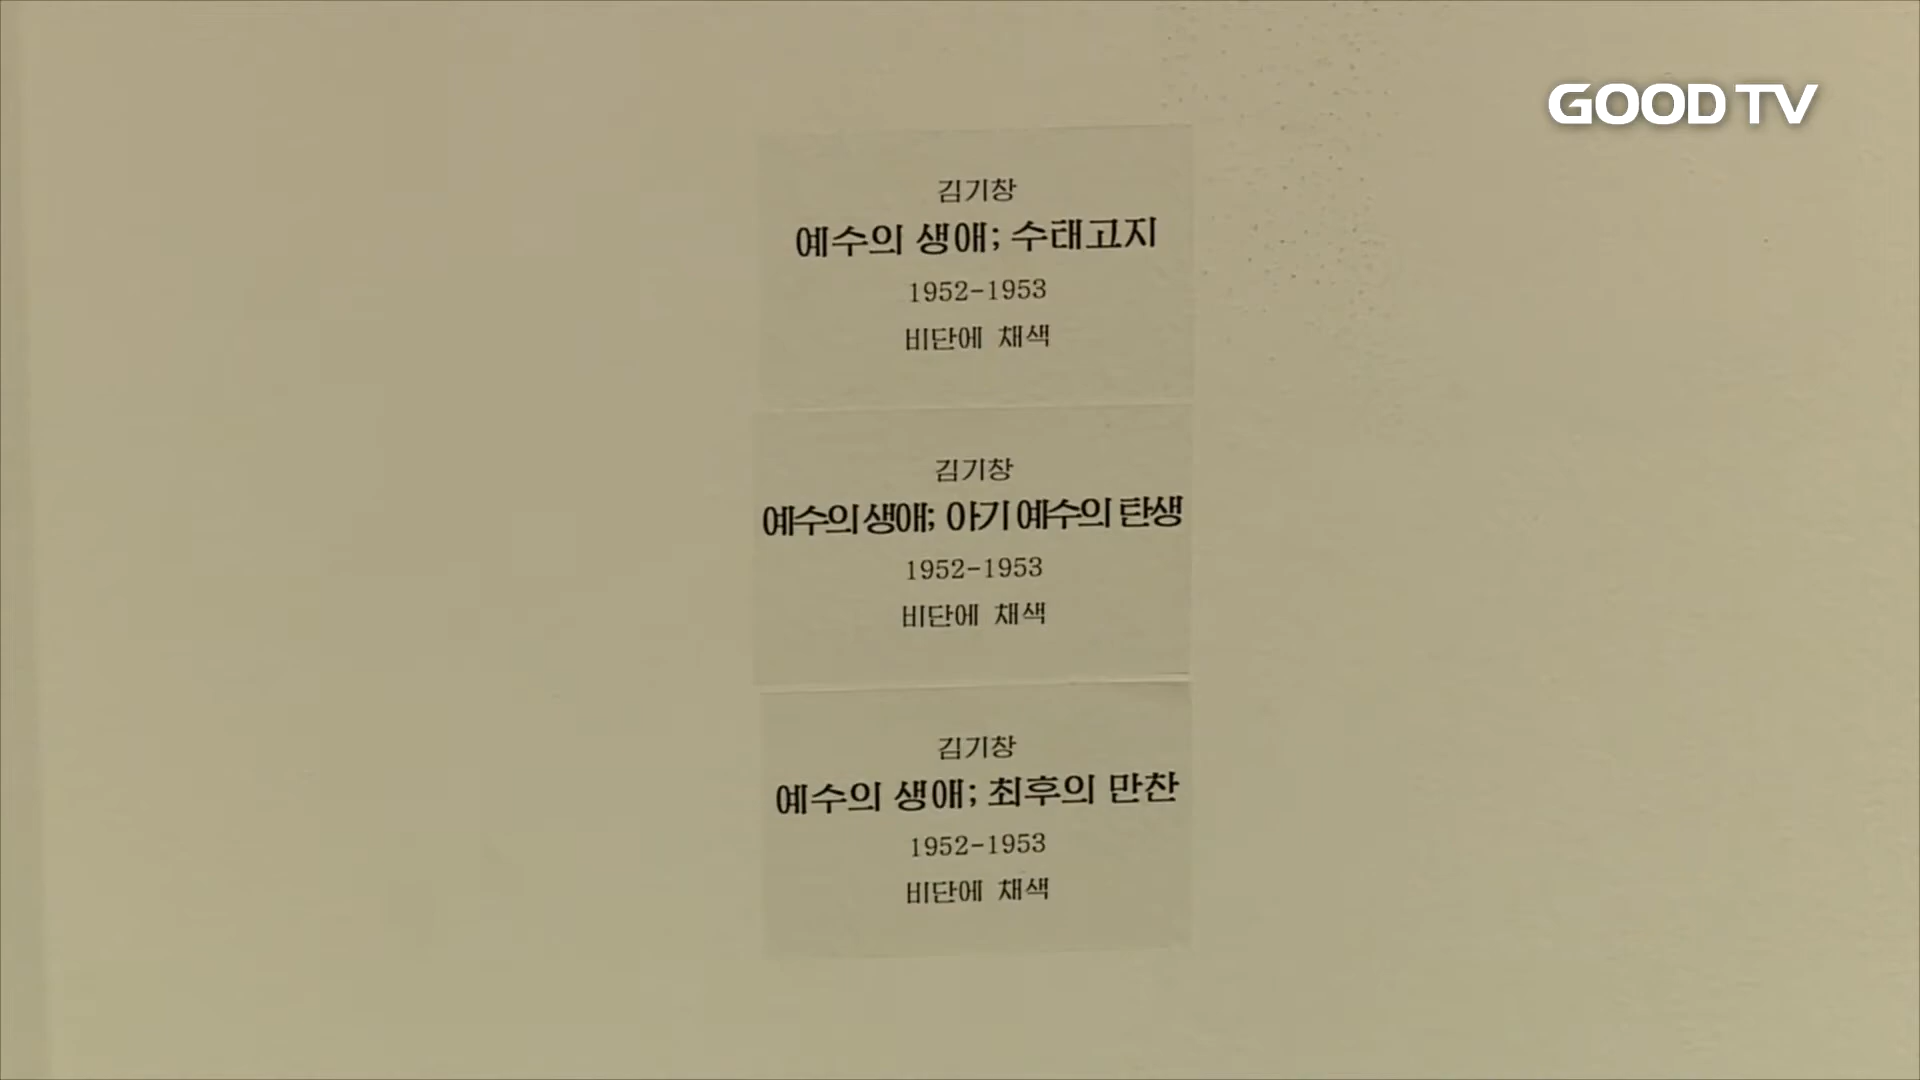 GOOD TV
김기창
예수의 생애; 수태고지
1952-1953
비단에 채색
김기창
예수의 생애; 아기 예수의 탄생
1952-1953
비단에 채색
김기창
예수의 생애; 최후의 만찬
1952-1953
비단에 채색